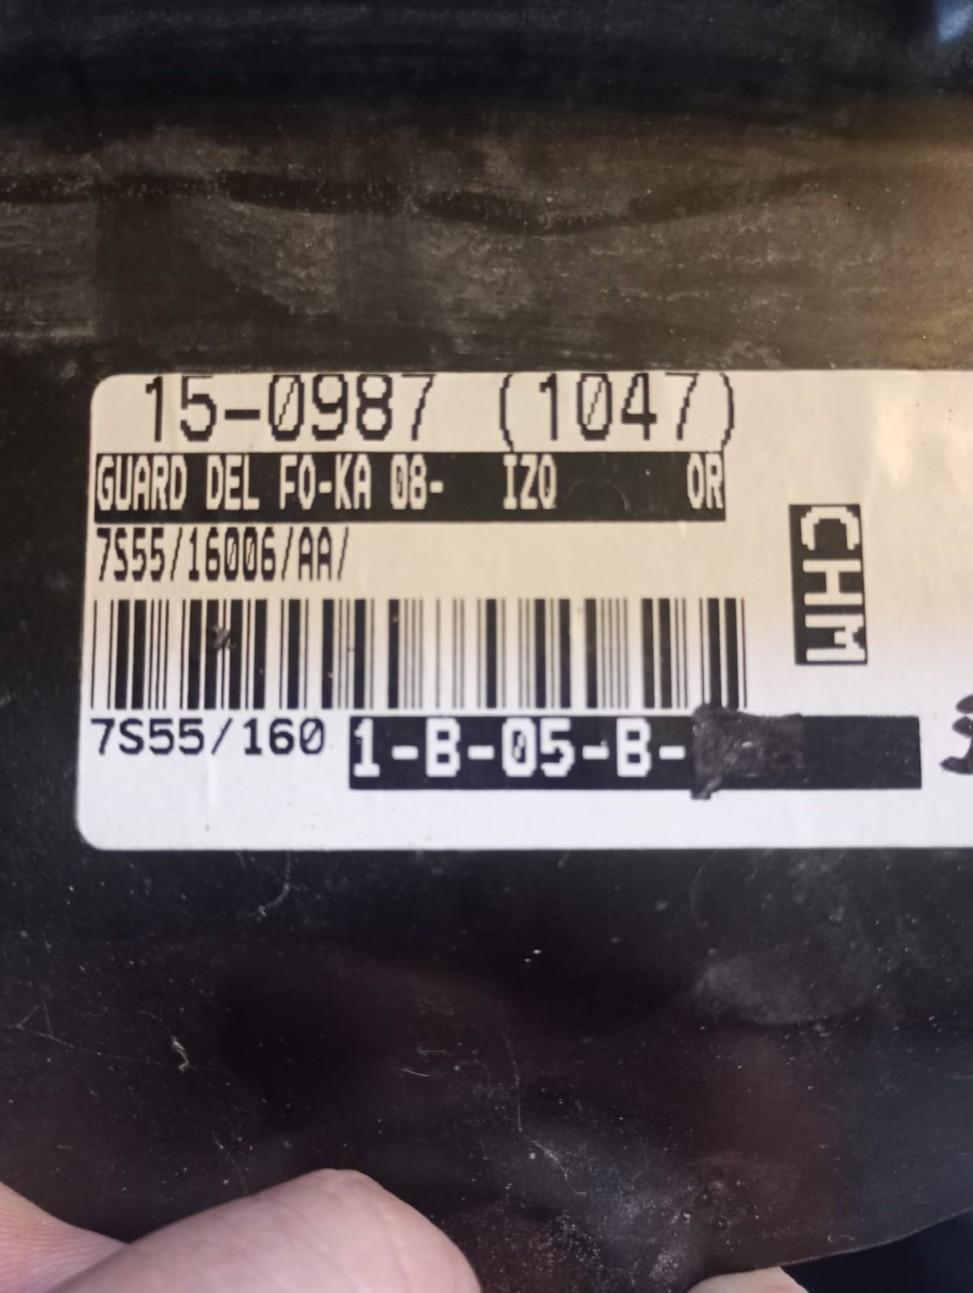 15-0987 (1047)
GUARD DEL FO-KA 08- IZQ OR
7S55/16006/AA/
CHM
7S55/160
1-B-05-B-